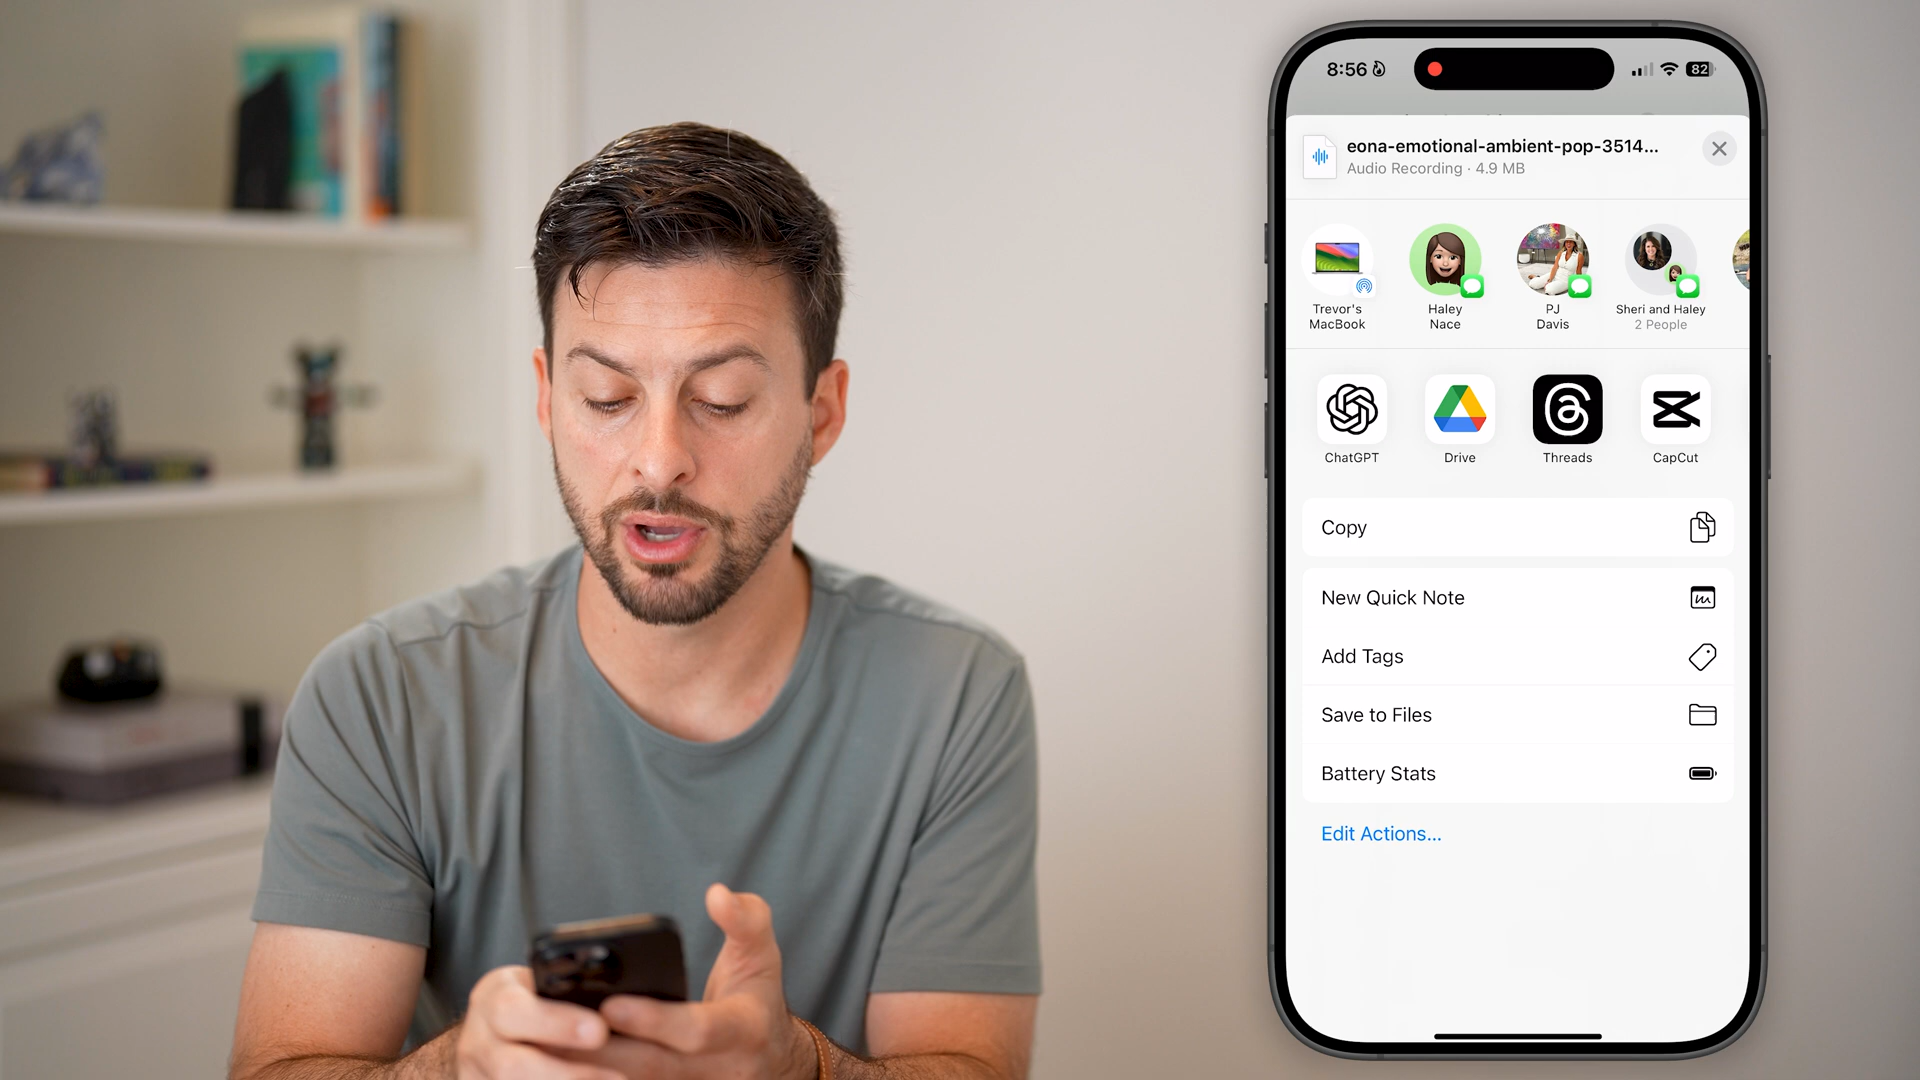 8:56
82
eona-emotional-ambient-pop-3514...
Audio Recording · 4.9 MB
Trevor's
MacBook
Haley
Nace
PJ
Davis
Sheri and Haley
2 People
ChatGPT
Drive
Threads
CapCut
Copy
New Quick Note
Add Tags
Save to Files
Battery Stats
Edit Actions...